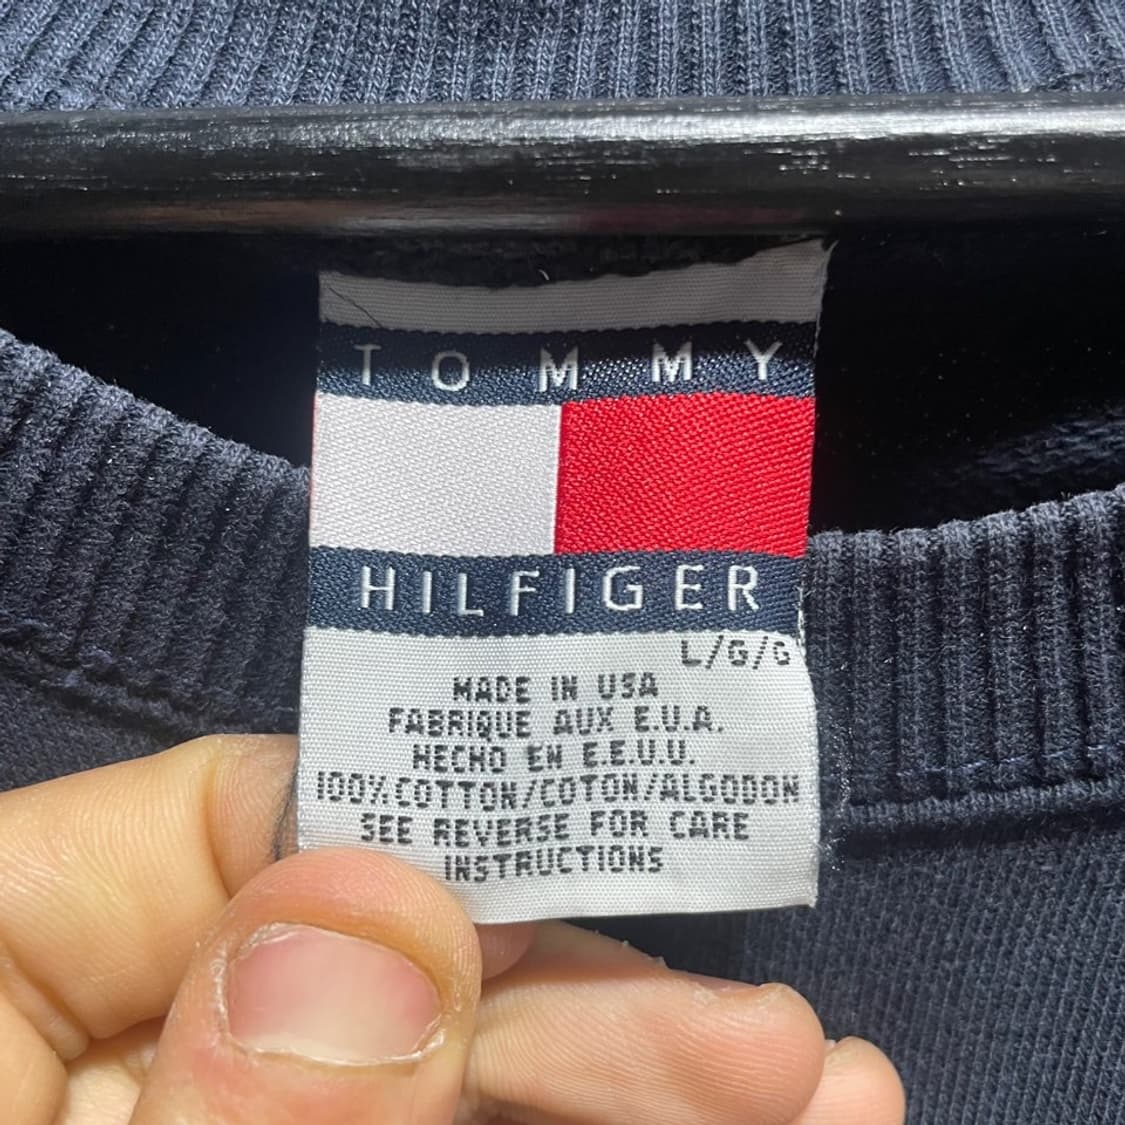 TOMMY
HILFIGER
L/G/G
MADE IN USA
FABRIQUE AUX E.U.A.
HECHO EN E.E.U.U.
100% COTTON/COTON/ALGODON
SEE REVERSE FOR CARE
INSTRUCTIONS